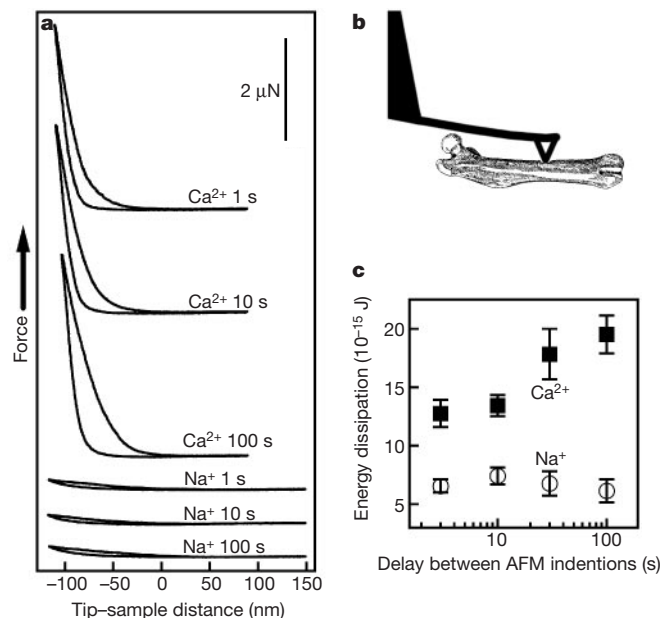 a
2 μN
Ca²⁺ 1 s
Ca²⁺ 10 s
Ca²⁺ 100 s
Na⁺ 1 s
Na⁺ 10 s
Na⁺ 100 s
Force
−100 −50 0 50 100 150
Tip–sample distance (nm)
b
c
Energy dissipation (10⁻¹⁵ J)
20
15
10
5
Ca²⁺
Na⁺
10 100
Delay between AFM indentions (s)